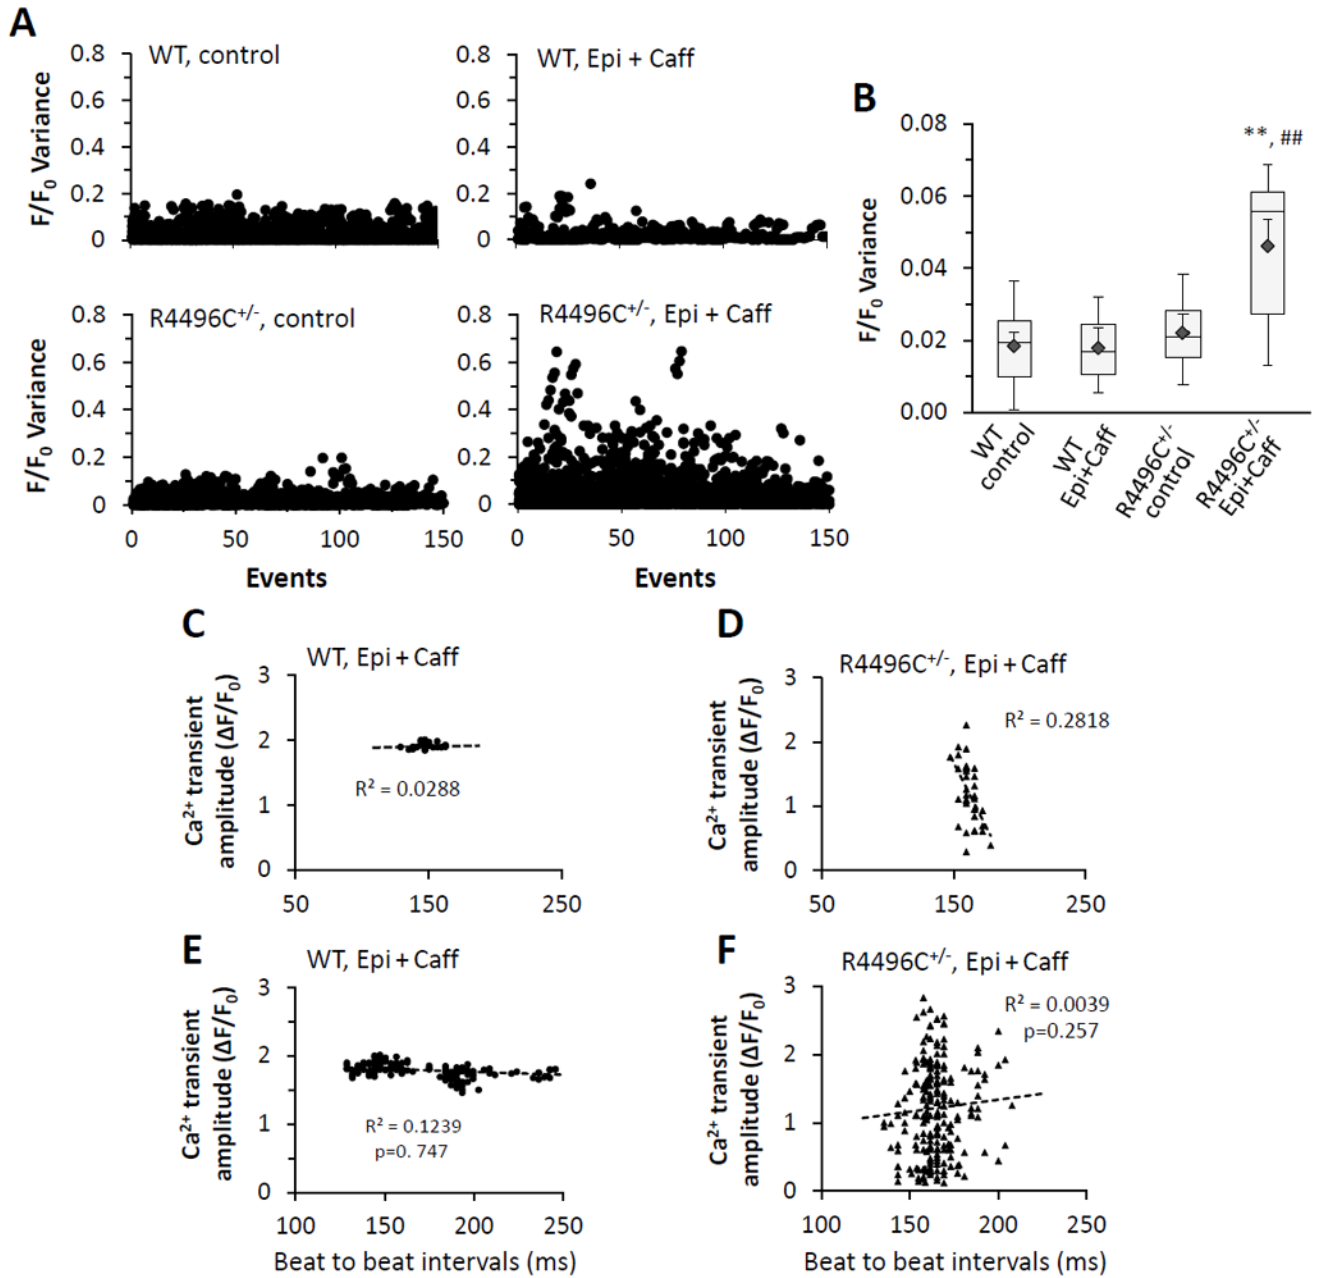 A
WT, control
F/F0 Variance
0.8
0.6
0.4
0.2
0
WT, Epi + Caff
0.8
0.6
0.4
0.2
0
R4496C+/-, control
F/F0 Variance
0.8
0.6
0.4
0.2
0
0 50 100 150
Events
R4496C+/-, Epi + Caff
0.8
0.6
0.4
0.2
0
0 50 100 150
Events
B
F/F0 Variance
0.08
0.06
0.04
0.02
0.00
**, ##
WT
control
WT
Epi+Caff
R4496C+/-
control
R4496C+/-
Epi+Caff
C
WT, Epi + Caff
Ca2+ transient
amplitude (ΔF/F0)
3
2
1
0
R² = 0.0288
50 150 250
D
R4496C+/-, Epi + Caff
Ca2+ transient
amplitude (ΔF/F0)
3
2
1
0
R² = 0.2818
50 150 250
E
WT, Epi + Caff
Ca2+ transient
amplitude (ΔF/F0)
3
2
1
0
R² = 0.1239
p=0. 747
100 150 200 250
Beat to beat intervals (ms)
F
R4496C+/-, Epi + Caff
Ca2+ transient
amplitude (ΔF/F0)
3
2
1
0
R² = 0.0039
p=0.257
100 150 200 250
Beat to beat intervals (ms)